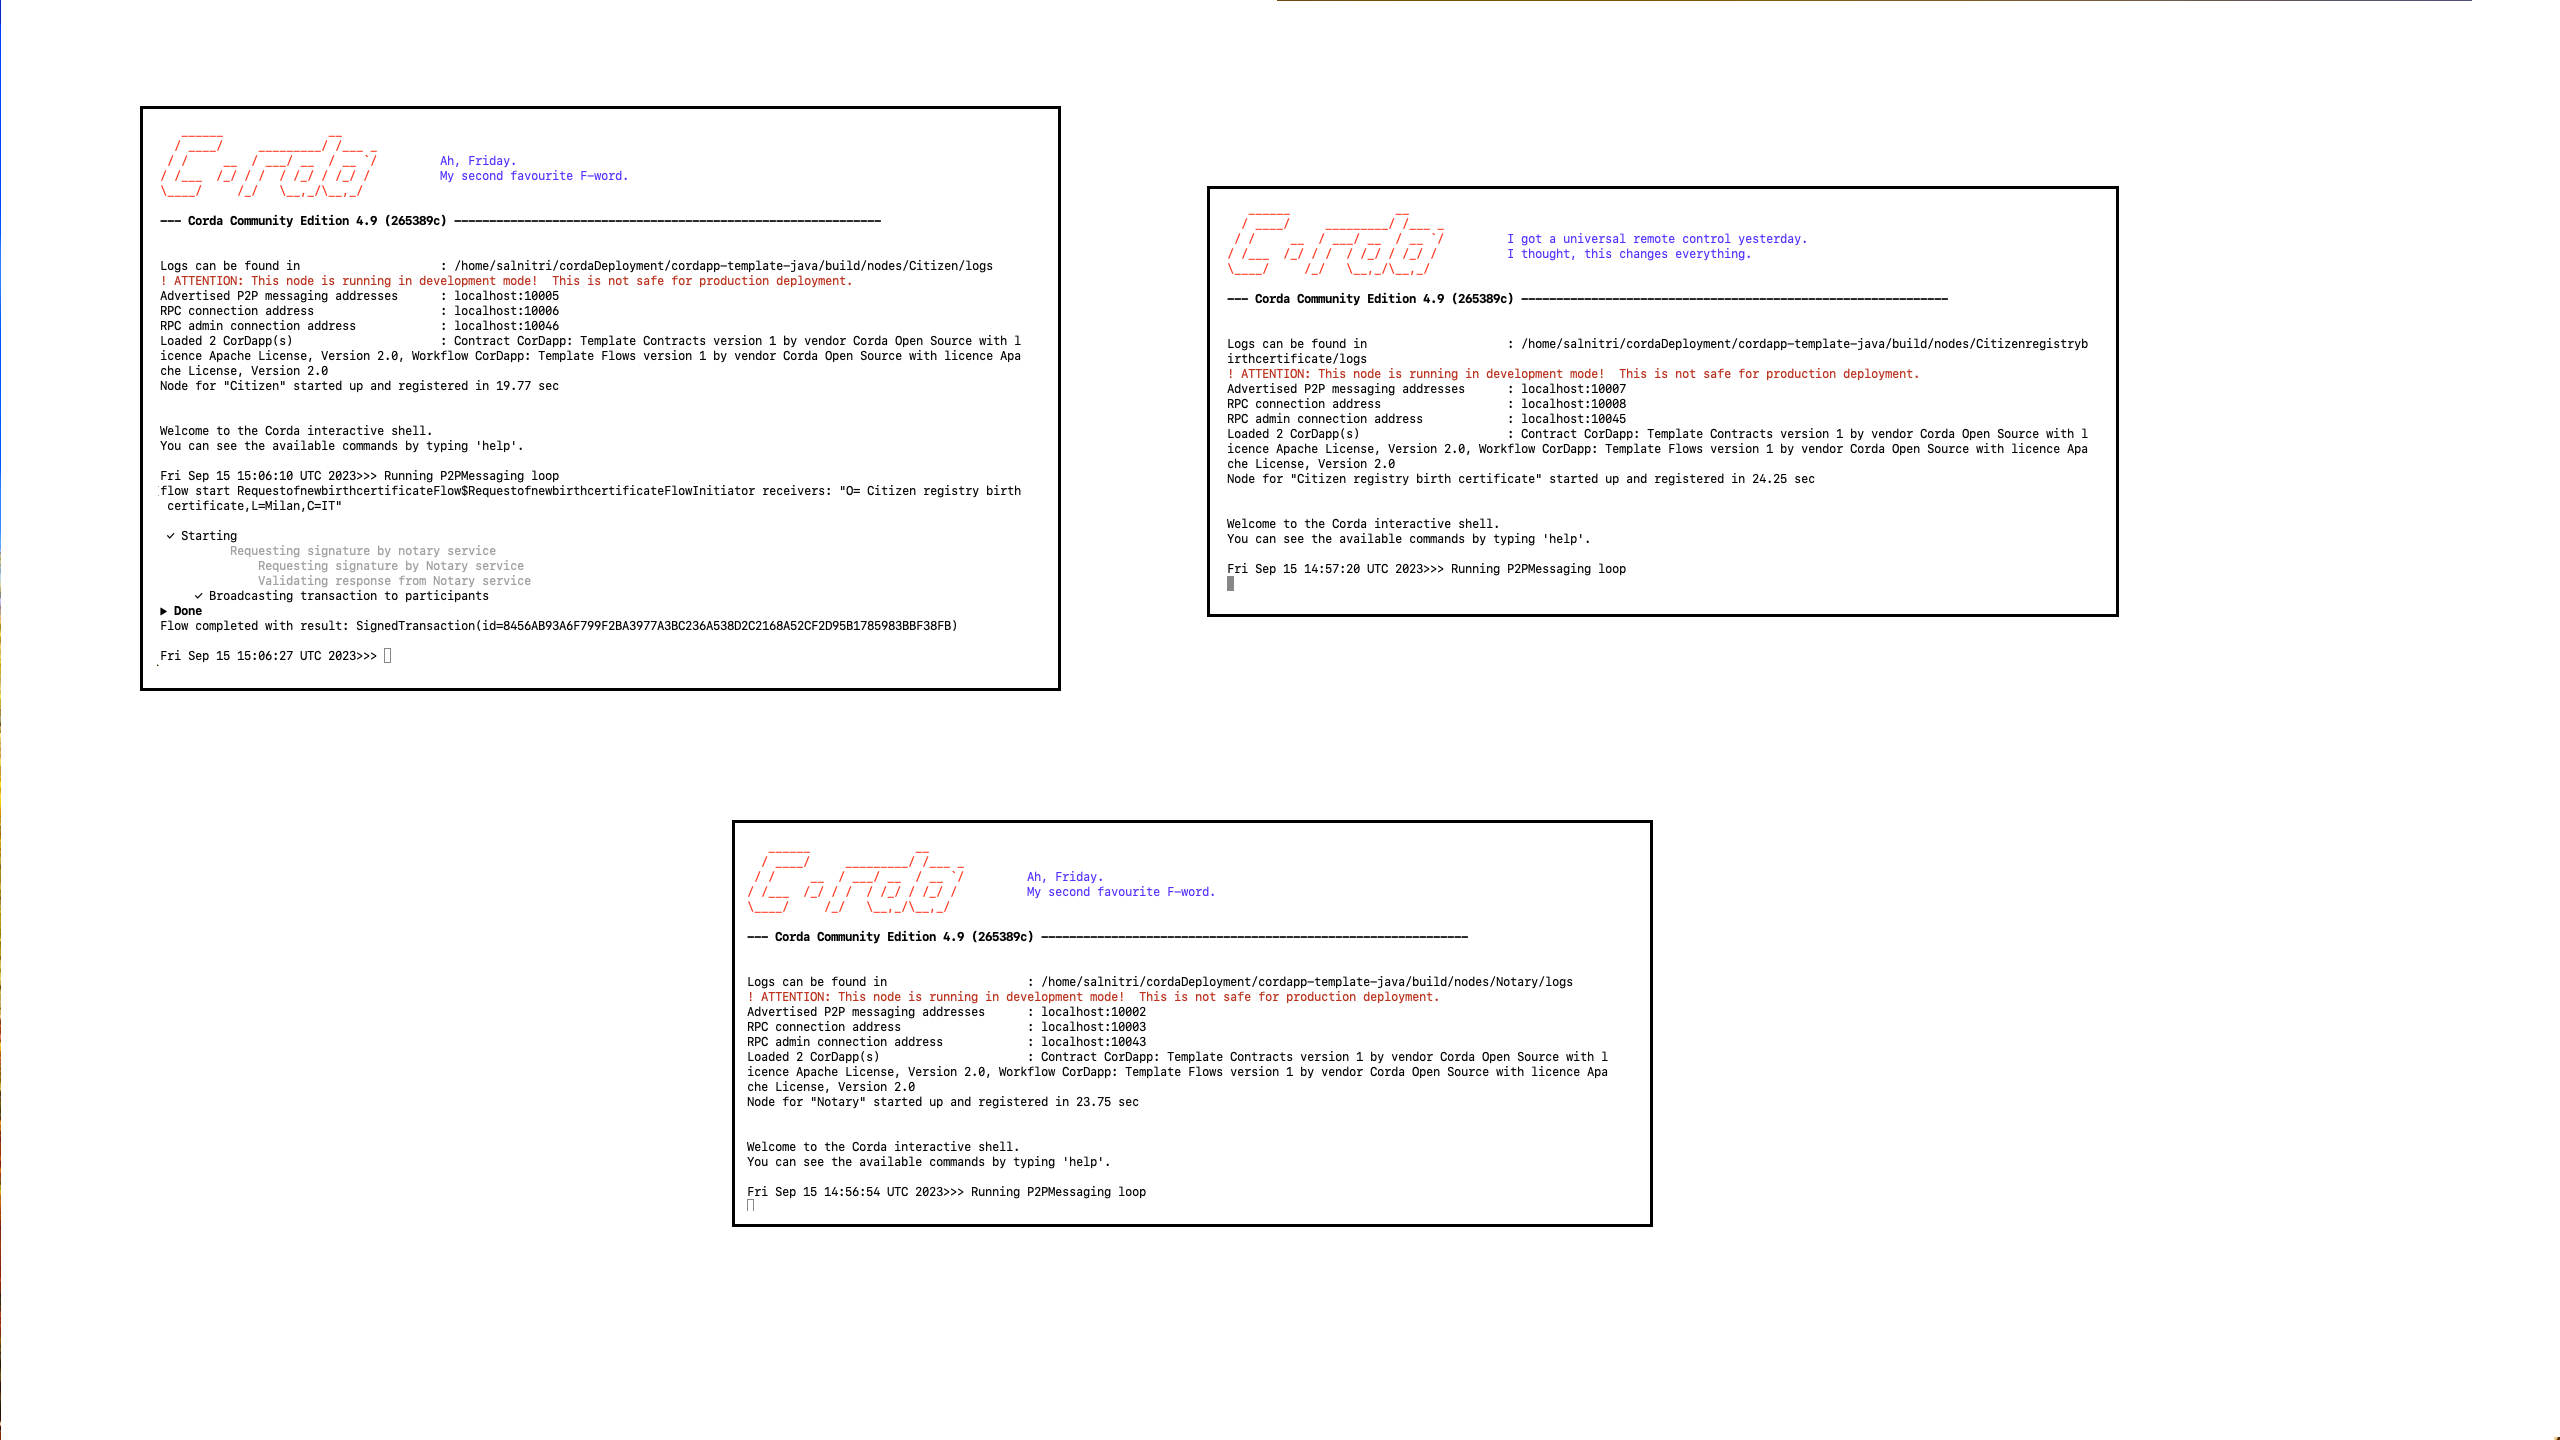 Ah, Friday.
My second favourite F-word.
--- Corda Community Edition 4.9 (265389c) -------------------------------------------------------------
Logs can be found in                    : /home/salnitri/cordaDeployment/cordapp-template-java/build/nodes/Citizen/logs
! ATTENTION: This node is running in development mode!  This is not safe for production deployment.
Advertised P2P messaging addresses      : localhost:10005
RPC connection address                  : localhost:10006
RPC admin connection address            : localhost:10046
Loaded 2 CorDapp(s)                     : Contract CorDapp: Template Contracts version 1 by vendor Corda Open Source with l
icence Apache License, Version 2.0, Workflow CorDapp: Template Flows version 1 by vendor Corda Open Source with licence Apa
che License, Version 2.0
Node for "Citizen" started up and registered in 19.77 sec
Welcome to the Corda interactive shell.
You can see the available commands by typing 'help'.
Fri Sep 15 15:06:10 UTC 2023>>> Running P2PMessaging loop
flow start RequestofnewbirthcertificateFlow$RequestofnewbirthcertificateFlowInitiator receivers: "O= Citizen registry birth
certificate,L=Milan,C=IT"
✓ Starting
Requesting signature by notary service
Requesting signature by Notary service
Validating response from Notary service
✓ Broadcasting transaction to participants
▶ Done
Flow completed with result: SignedTransaction(id=8456AB93A6F799F2BA3977A3BC236A538D2C2168A52CF2D95B1785983BBF38FB)
Fri Sep 15 15:06:27 UTC 2023>>>
I got a universal remote control yesterday.
I thought, this changes everything.
--- Corda Community Edition 4.9 (265389c) -------------------------------------------------------------
Logs can be found in                    : /home/salnitri/cordaDeployment/cordapp-template-java/build/nodes/Citizenregistryb
irthcertificate/logs
! ATTENTION: This node is running in development mode!  This is not safe for production deployment.
Advertised P2P messaging addresses      : localhost:10007
RPC connection address                  : localhost:10008
RPC admin connection address            : localhost:10045
Loaded 2 CorDapp(s)                     : Contract CorDapp: Template Contracts version 1 by vendor Corda Open Source with l
icence Apache License, Version 2.0, Workflow CorDapp: Template Flows version 1 by vendor Corda Open Source with licence Apa
che License, Version 2.0
Node for "Citizen registry birth certificate" started up and registered in 24.25 sec
Welcome to the Corda interactive shell.
You can see the available commands by typing 'help'.
Fri Sep 15 14:57:20 UTC 2023>>> Running P2PMessaging loop
Ah, Friday.
My second favourite F-word.
--- Corda Community Edition 4.9 (265389c) -------------------------------------------------------------
Logs can be found in                    : /home/salnitri/cordaDeployment/cordapp-template-java/build/nodes/Notary/logs
! ATTENTION: This node is running in development mode!  This is not safe for production deployment.
Advertised P2P messaging addresses      : localhost:10002
RPC connection address                  : localhost:10003
RPC admin connection address            : localhost:10043
Loaded 2 CorDapp(s)                     : Contract CorDapp: Template Contracts version 1 by vendor Corda Open Source with l
icence Apache License, Version 2.0, Workflow CorDapp: Template Flows version 1 by vendor Corda Open Source with licence Apa
che License, Version 2.0
Node for "Notary" started up and registered in 23.75 sec
Welcome to the Corda interactive shell.
You can see the available commands by typing 'help'.
Fri Sep 15 14:56:54 UTC 2023>>> Running P2PMessaging loop